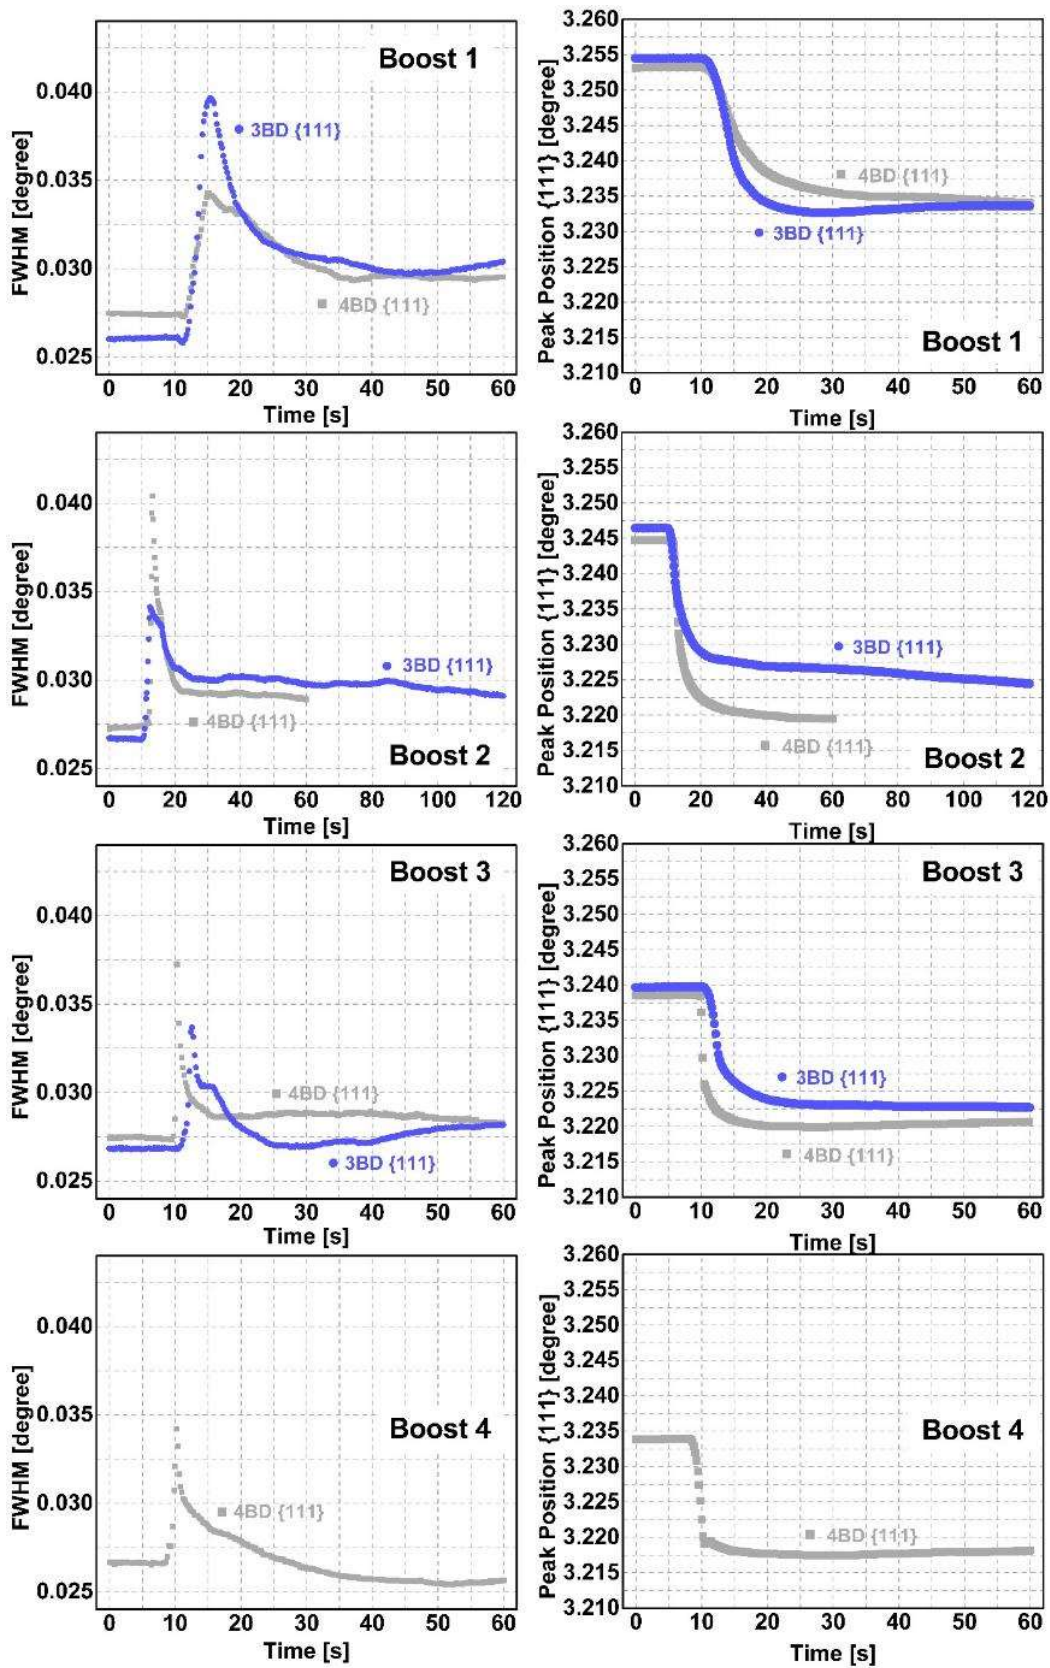 Boost 1
FWHM [degree]
0.040
0.035
0.030
0.025
3BD {111}
4BD {111}
0 10 20 30 40 50 60
Time [s]
Peak Position {111} [degree]
3.260
3.255
3.250
3.245
3.240
3.235
3.230
3.225
3.220
3.215
3.210
4BD {111}
3BD {111}
Boost 1
0 10 20 30 40 50 60
Time [s]
FWHM [degree]
0.040
0.035
0.030
0.025
3BD {111}
4BD {111}
Boost 2
0 20 40 60 80 100 120
Time [s]
Peak Position {111} [degree]
3.260
3.255
3.250
3.245
3.240
3.235
3.230
3.225
3.220
3.215
3.210
3BD {111}
4BD {111}
Boost 2
0 20 40 60 80 100 120
Time [s]
Boost 3
FWHM [degree]
0.040
0.035
0.030
0.025
4BD {111}
3BD {111}
0 10 20 30 40 50 60
Time [s]
Boost 3
Peak Position {111} [degree]
3.260
3.255
3.250
3.245
3.240
3.235
3.230
3.225
3.220
3.215
3.210
3BD {111}
4BD {111}
0 10 20 30 40 50 60
Time [s]
FWHM [degree]
0.040
0.035
0.030
0.025
Boost 4
4BD {111}
0 10 20 30 40 50 60
Time [s]
Peak Position {111} [degree]
3.260
3.255
3.250
3.245
3.240
3.235
3.230
3.225
3.220
3.215
3.210
Boost 4
4BD {111}
0 10 20 30 40 50 60
Time [s]